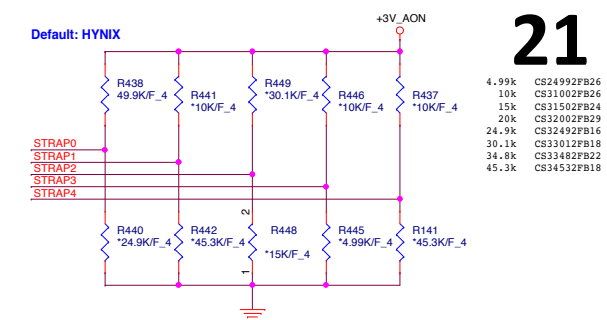 +3V_AON
Default: HYNIX
21
R438
49.9K/F_4
R441
*10K/F_4
R449
*30.1K/F_4
R446
*10K/F_4
R437
*10K/F_4
4.99k CS24992FB26
10k CS31002FB26
15k CS31502FB24
20k CS32002FB29
24.9k CS32492FB16
30.1k CS33012FB18
34.8k CS33482FB22
45.3k CS34532FB18
STRAP0
STRAP1
STRAP2
STRAP3
STRAP4
R440
*24.9K/F_4
R442
*45.3K/F_4
2
R448
*15K/F_4
1
R445
*4.99K/F_4
R141
*45.3K/F_4